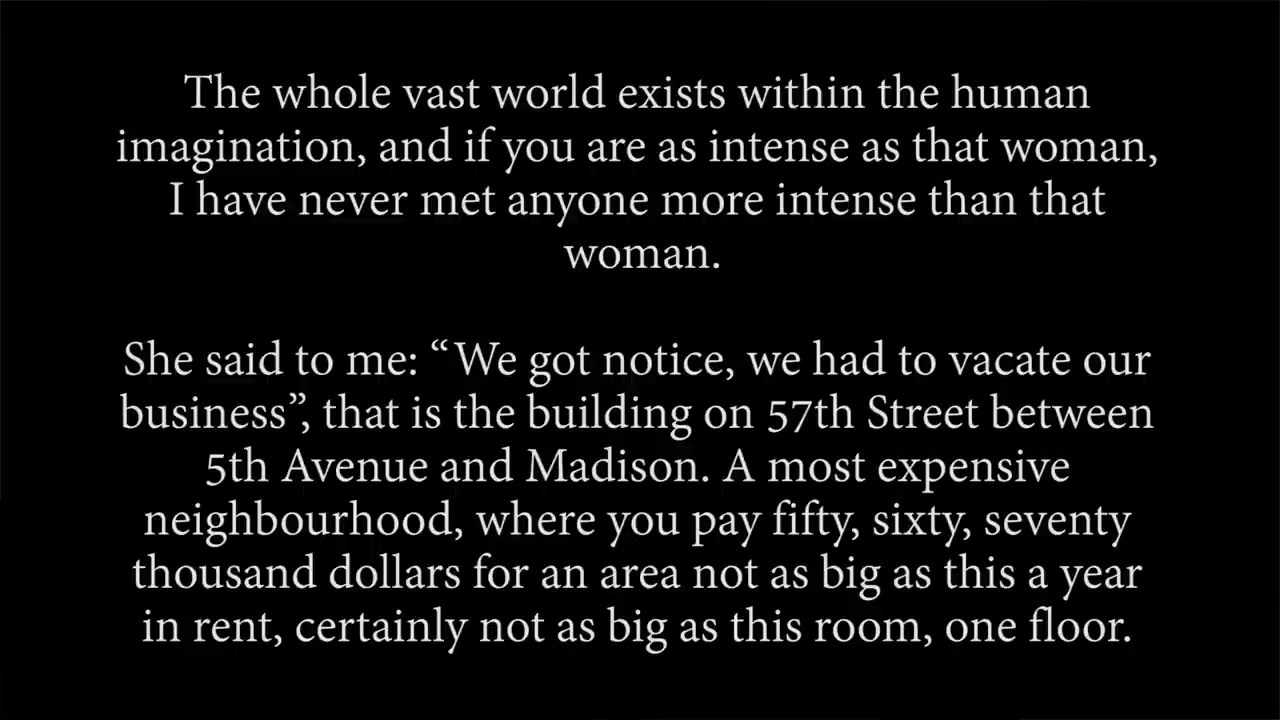 The whole vast world exists within the human
imagination, and if you are as intense as that woman,
I have never met anyone more intense than that
woman.
She said to me: “We got notice, we had to vacate our
business”, that is the building on 57th Street between
5th Avenue and Madison. A most expensive
neighbourhood, where you pay fifty, sixty, seventy
thousand dollars for an area not as big as this a year
in rent, certainly not as big as this room, one floor.